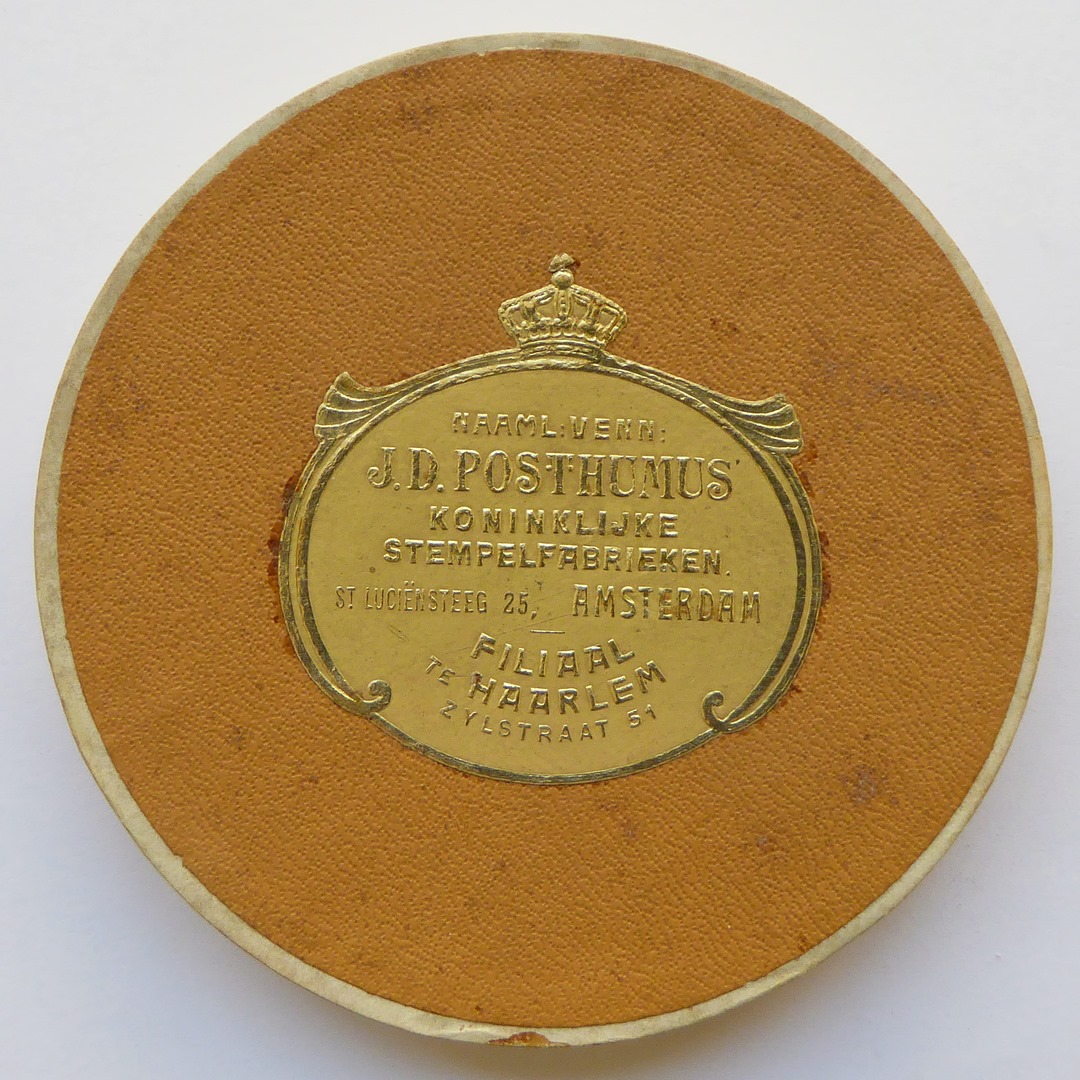 NAAML: VENN:
J.D. POSTHUMUS
KONINKLIJKE
STEMPELFABRIEKEN.
ST LUCIËNSTEEG 25, AMSTERDAM
FILIAAL
TE HAARLEM
ZYLSTRAAT 51